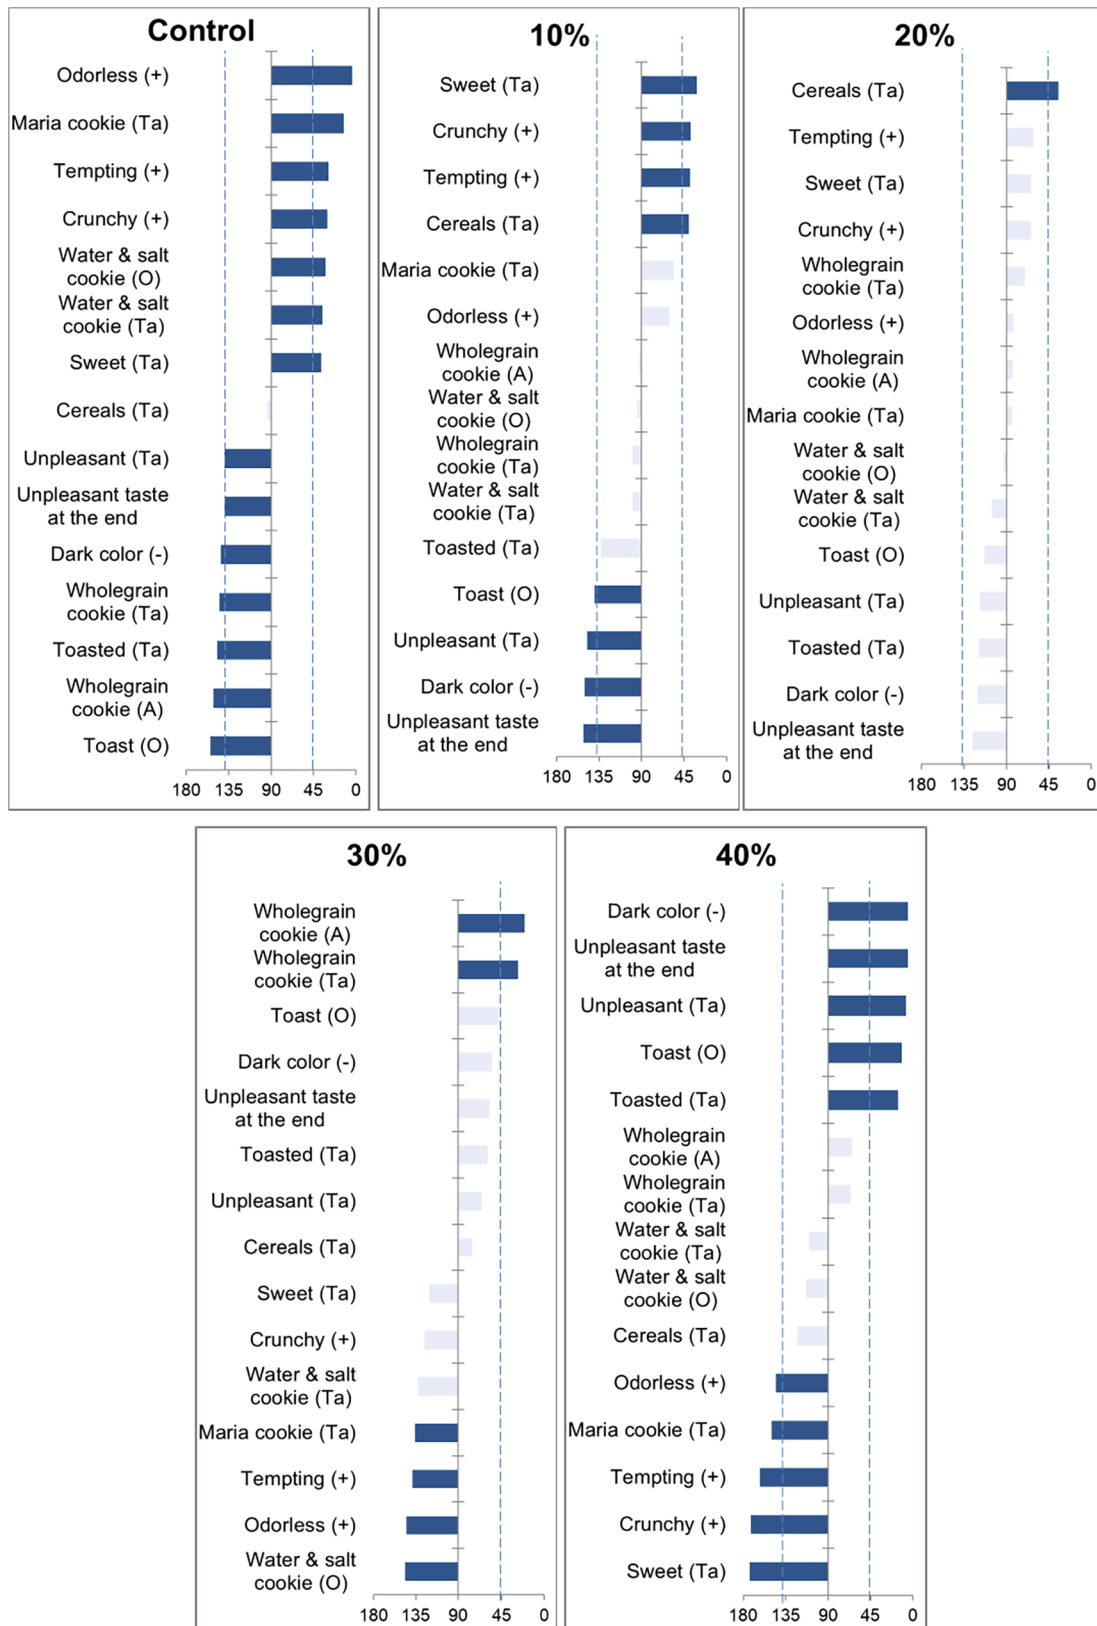 Control
Odorless (+)
Maria cookie (Ta)
Tempting (+)
Crunchy (+)
Water & salt
cookie (O)
Water & salt
cookie (Ta)
Sweet (Ta)
Cereals (Ta)
Unpleasant (Ta)
Unpleasant taste
at the end
Dark color (-)
Wholegrain
cookie (Ta)
Toasted (Ta)
Wholegrain
cookie (A)
Toast (O)
180 135 90 45 0
10%
Sweet (Ta)
Crunchy (+)
Tempting (+)
Cereals (Ta)
Maria cookie (Ta)
Odorless (+)
Wholegrain
cookie (A)
Water & salt
cookie (O)
Wholegrain
cookie (Ta)
Water & salt
cookie (Ta)
Toasted (Ta)
Toast (O)
Unpleasant (Ta)
Dark color (-)
Unpleasant taste
at the end
180 135 90 45 0
20%
Cereals (Ta)
Tempting (+)
Sweet (Ta)
Crunchy (+)
Wholegrain
cookie (Ta)
Odorless (+)
Wholegrain
cookie (A)
Maria cookie (Ta)
Water & salt
cookie (O)
Water & salt
cookie (Ta)
Toast (O)
Unpleasant (Ta)
Toasted (Ta)
Dark color (-)
Unpleasant taste
at the end
180 135 90 45 0
30%
Wholegrain
cookie (A)
Wholegrain
cookie (Ta)
Toast (O)
Dark color (-)
Unpleasant taste
at the end
Toasted (Ta)
Unpleasant (Ta)
Cereals (Ta)
Sweet (Ta)
Crunchy (+)
Water & salt
cookie (Ta)
Maria cookie (Ta)
Tempting (+)
Odorless (+)
Water & salt
cookie (O)
180 135 90 45 0
40%
Dark color (-)
Unpleasant taste
at the end
Unpleasant (Ta)
Toast (O)
Toasted (Ta)
Wholegrain
cookie (A)
Wholegrain
cookie (Ta)
Water & salt
cookie (Ta)
Water & salt
cookie (O)
Cereals (Ta)
Odorless (+)
Maria cookie (Ta)
Tempting (+)
Crunchy (+)
Sweet (Ta)
180 135 90 45 0